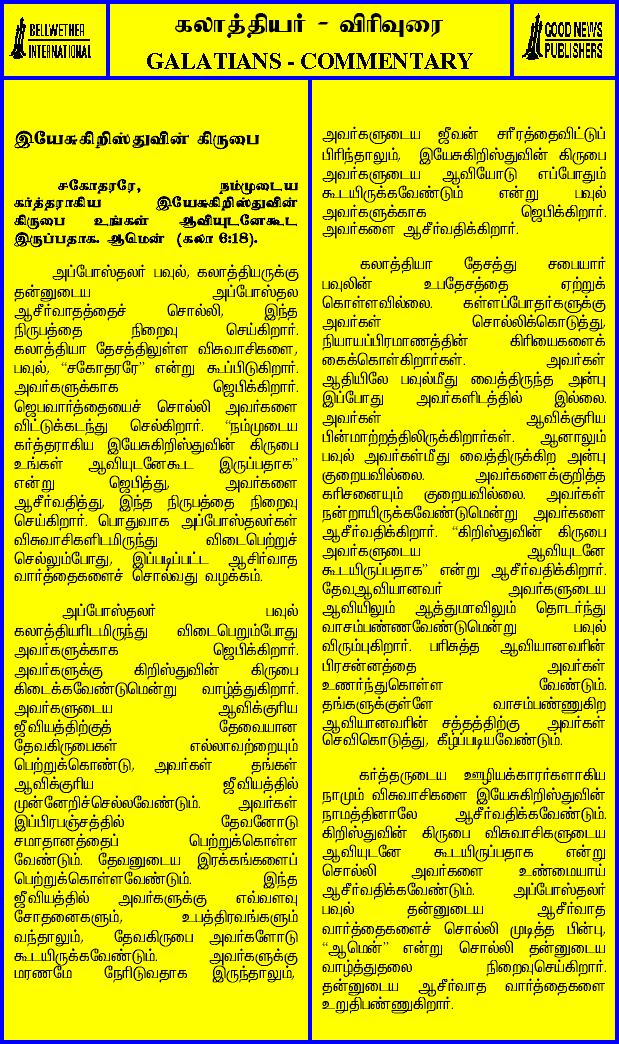 BELLWETHER
INTERNATIONAL
கலாத்தியர் - விரிவுரை
GALATIANS - COMMENTARY
GOOD NEWS
PUBLISHERS
இயேசுகிறிஸ்துவின் கிருபை
சகோதரரே, நம்முடைய
கர்த்தராகிய இயேசுகிறிஸ்துவின்
கிருபை உங்கள் ஆவியுடனேகூட
இருப்பதாக. ஆமென் (கலா 6:18).
அப்போஸ்தலர் பவுல், கலாத்தியருக்கு
தன்னுடைய அப்போஸ்தல
ஆசீர்வாதத்தைச் சொல்லி, இந்த
நிருபத்தை நிறைவு செய்கிறார்.
கலாத்தியா தேசத்திலுள்ள விசுவாசிகளை,
பவுல், “சகோதரரே” என்று கூப்பிடுகிறார்.
அவர்களுக்காக ஜெபிக்கிறார்.
ஜெபவார்த்தையைச் சொல்லி அவர்களை
விட்டுக்கடந்து செல்கிறார். “நம்முடைய
கர்த்தராகிய இயேசுகிறிஸ்துவின் கிருபை
உங்கள் ஆவியுடனேகூட இருப்பதாக”
என்று ஜெபித்து, அவர்களை
ஆசீர்வதித்து, இந்த நிருபத்தை நிறைவு
செய்கிறார். பொதுவாக அப்போஸ்தலர்கள்
விசுவாசிகளிடமிருந்து விடைபெற்றுச்
செல்லும்போது, இப்படிப்பட்ட ஆசிர்வாத
வார்த்தைகளைச் சொல்வது வழக்கம்.
அப்போஸ்தலர் பவுல்
கலாத்தியரிடமிருந்து விடைபெறும்போது
அவர்களுக்காக ஜெபிக்கிறார்.
அவர்களுக்கு கிறிஸ்துவின் கிருபை
கிடைக்கவேண்டுமென்று வாழ்த்துகிறார்.
அவர்களுடைய ஆவிக்குரிய
ஜீவியத்திற்குத் தேவையான
தேவகிருபைகள் எல்லாவற்றையும்
பெற்றுக்கொண்டு, அவர்கள் தங்கள்
ஆவிக்குரிய ஜீவியத்தில்
முன்னேறிச்செல்லவேண்டும். அவர்கள்
இப்பிரபஞ்சத்தில் தேவனோடு
சமாதானத்தைப் பெற்றுக்கொள்ள
வேண்டும். தேவனுடைய இரக்கங்களைப்
பெற்றுக்கொள்ளவேண்டும். இந்த
ஜீவியத்தில் அவர்களுக்கு எவ்வளவு
சோதனைகளும், உபத்திரவங்களும்
வந்தாலும், தேவகிருபை அவர்களோடு
கூடயிருக்கவேண்டும். அவர்களுக்கு
மரணமே நேரிடுவதாக இருந்தாலும்,
அவர்களுடைய ஜீவன் சரீரத்தைவிட்டுப்
பிரிந்தாலும், இயேசுகிறிஸ்துவின் கிருபை
அவர்களுடைய ஆவியோடு எப்போதும்
கூடயிருக்கவேண்டும் என்று பவுல்
அவர்களுக்காக ஜெபிக்கிறார்.
அவர்களை ஆசீர்வதிக்கிறார்.
கலாத்தியா தேசத்து சபையார்
பவுலின் உபதேசத்தை ஏற்றுக்
கொள்ளவில்லை. கள்ளப்போதர்களுக்கு
அவர்கள் சொல்லிக்கொடுத்து,
நியாயப்பிரமாணத்தின் கிரியைகளைக்
கைக்கொள்கிறார்கள். அவர்கள்
ஆதியிலே பவுல்மீது வைத்திருந்த அன்பு
இப்போது அவர்களிடத்தில் இல்லை.
அவர்கள் ஆவிக்குரிய
பின்மாற்றத்திலிருக்கிறார்கள். ஆனாலும்
பவுல் அவர்கள்மீது வைத்திருக்கிற அன்பு
குறையவில்லை. அவர்களைக்குறித்த
கரிசனையும் குறையவில்லை. அவர்கள்
நன்றாயிருக்கவேண்டுமென்று அவர்களை
ஆசீர்வதிக்கிறார். “கிறிஸ்துவின் கிருபை
அவர்களுடைய ஆவியுடனே
கூடயிருப்பதாக” என்று ஆசீர்வதிக்கிறார்.
தேவஆவியானவர் அவர்களுடைய
ஆவியிலும் ஆத்துமாவிலும் தொடர்ந்து
வாசம்பண்ணவேண்டுமென்று பவுல்
விரும்புகிறார். பரிசுத்த ஆவியானவரின்
பிரசன்னத்தை அவர்கள்
உணர்ந்துகொள்ள வேண்டும்.
தங்களுக்குள்ளே வாசம்பண்ணுகிற
ஆவியானவரின் சத்தத்திற்கு அவர்கள்
செவிகொடுத்து, கீழ்ப்படியவேண்டும்.
கர்த்தருடைய ஊழியக்காரர்களாகிய
நாமும் விசுவாசிகளை இயேசுகிறிஸ்துவின்
நாமத்தினாலே ஆசீர்வதிக்கவேண்டும்.
கிறிஸ்துவின் கிருபை விசுவாசிகளுடைய
ஆவியுடனே கூடயிருப்பதாக என்று
சொல்லி அவர்களை உண்மையாய்
ஆசீர்வதிக்கவேண்டும். அப்போஸ்தலர்
பவுல் தன்னுடைய ஆசீர்வாத
வார்த்தைகளைச் சொல்லி முடித்த பின்பு,
“ஆமென்” என்று சொல்லி தன்னுடைய
வாழ்த்துதலை நிறைவுசெய்கிறார்.
தன்னுடைய ஆசீர்வாத வார்த்தைகளை
உறுதிபண்ணுகிறார்.